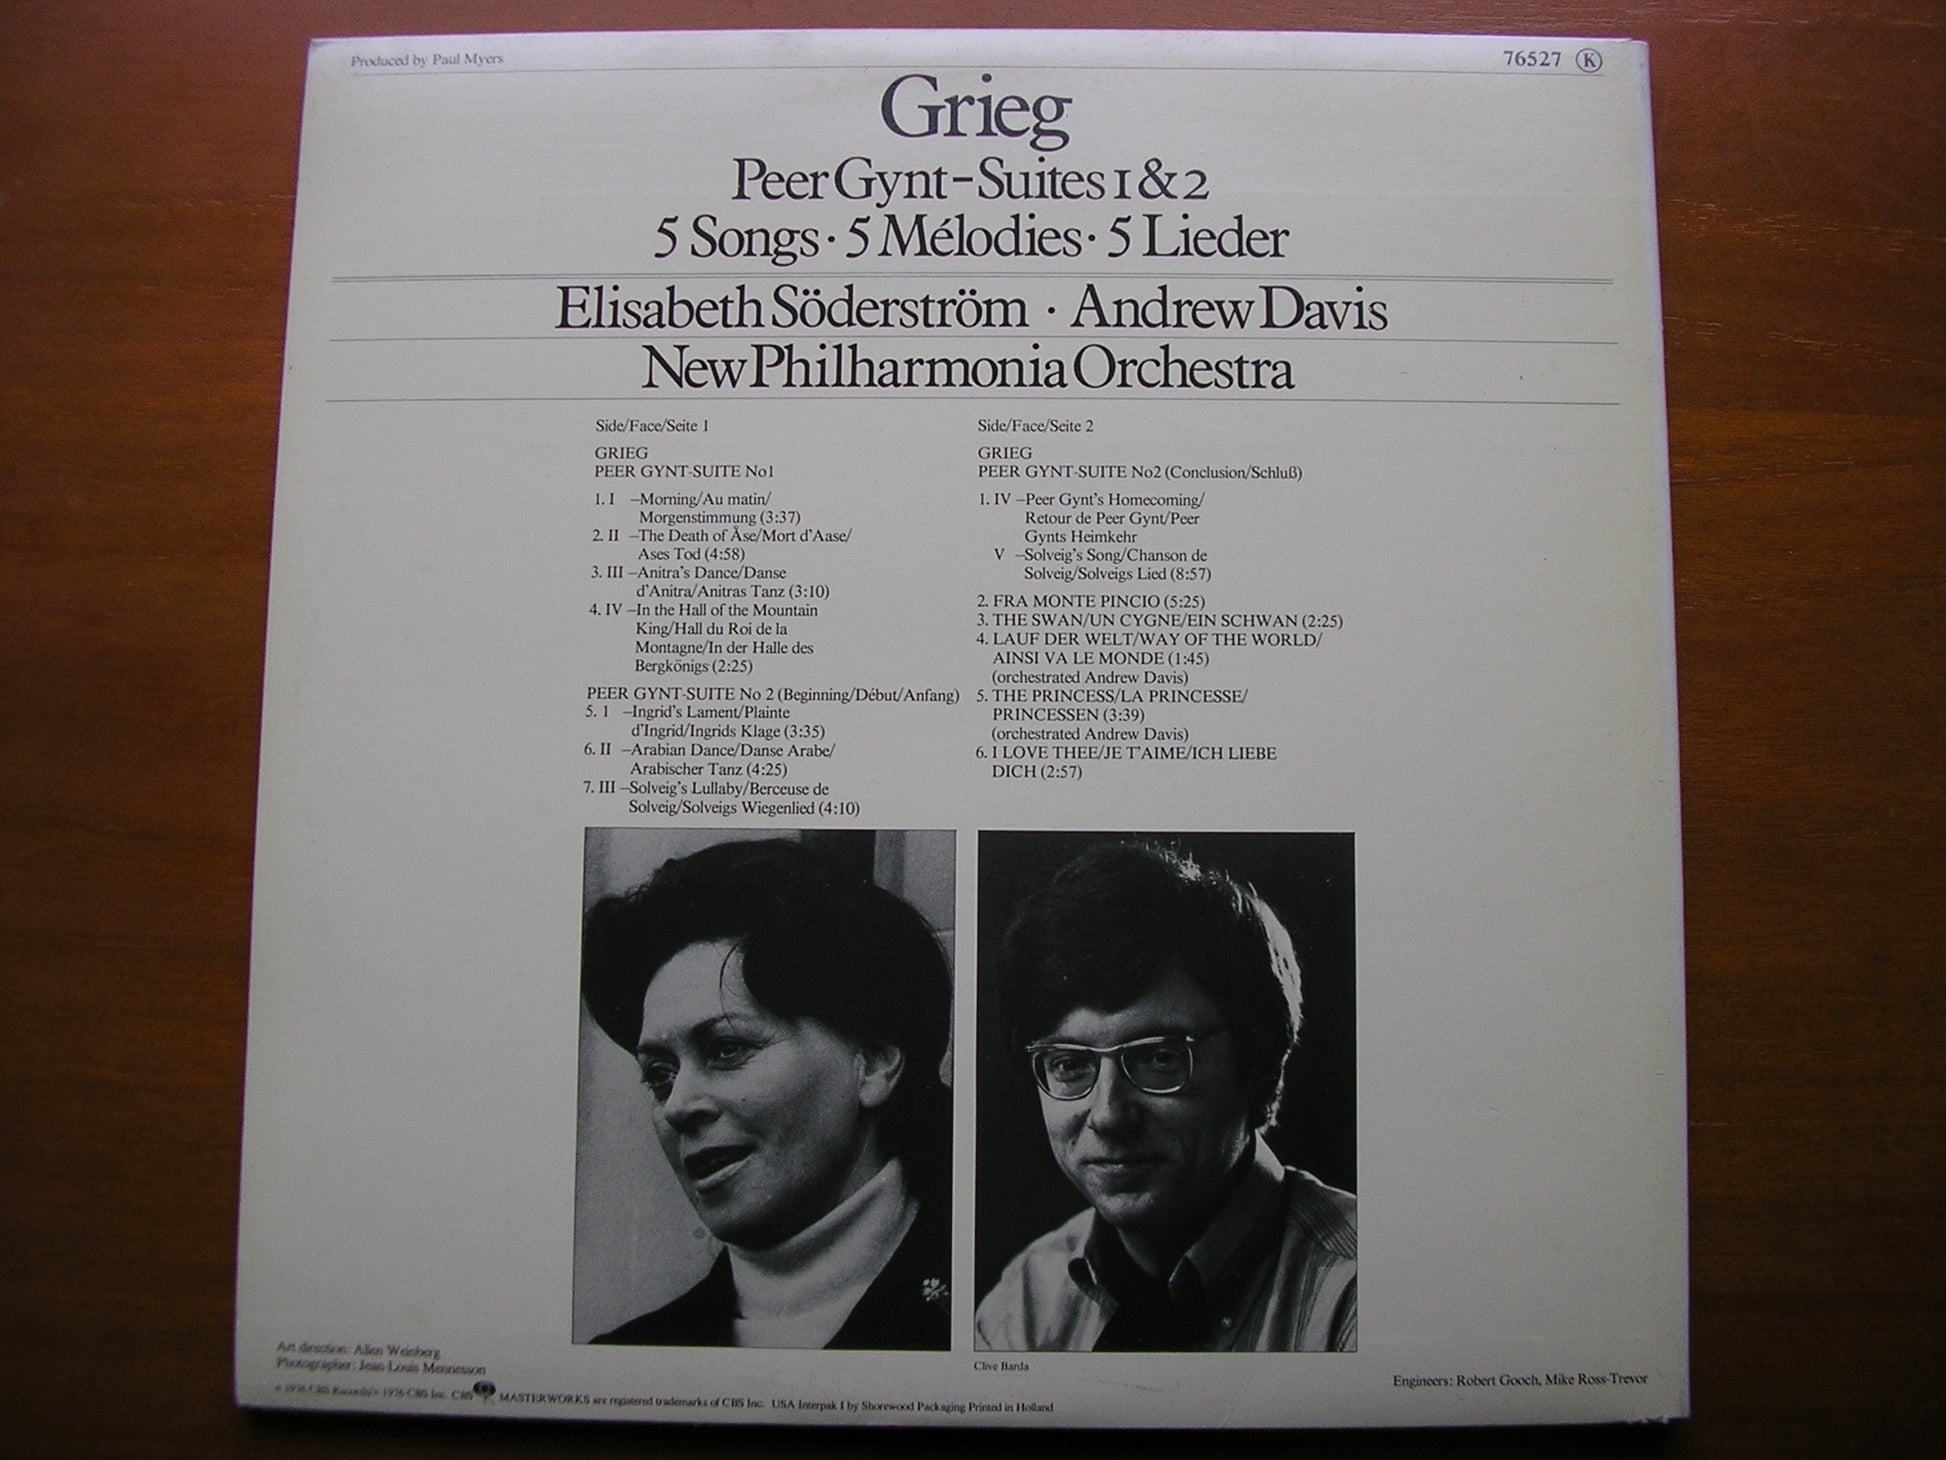 Produced by Paul Myers
76527 K
Grieg
Peer Gynt-Suites 1 & 2
5 Songs · 5 Mélodies · 5 Lieder
Elisabeth Söderström · Andrew Davis
New Philharmonia Orchestra
Side/Face/Seite 1
GRIEG
PEER GYNT-SUITE No1
1. I –Morning/Au matin/
Morgenstimmung (3:37)
2. II –The Death of Åse/Mort d'Aase/
Ases Tod (4:58)
3. III –Anitra's Dance/Danse
d'Anitra/Anitras Tanz (3:10)
4. IV –In the Hall of the Mountain
King/Hall du Roi de la
Montagne/In der Halle des
Bergkönigs (2:25)
PEER GYNT-SUITE No 2 (Beginning/Début/Anfang)
5. I –Ingrid's Lament/Plainte
d'Ingrid/Ingrids Klage (3:35)
6. II –Arabian Dance/Danse Arabe/
Arabischer Tanz (4:25)
7. III –Solveig's Lullaby/Berceuse de
Solveig/Solveigs Wiegenlied (4:10)
Side/Face/Seite 2
GRIEG
PEER GYNT-SUITE No2 (Conclusion/Schluß)
1. IV –Peer Gynt's Homecoming/
Retour de Peer Gynt/Peer
Gynts Heimkehr
V –Solveig's Song/Chanson de
Solveig/Solveigs Lied (8:57)
2. FRA MONTE PINCIO (5:25)
3. THE SWAN/UN CYGNE/EIN SCHWAN (2:25)
4. LAUF DER WELT/WAY OF THE WORLD/
AINSI VA LE MONDE (1:45)
(orchestrated Andrew Davis)
5. THE PRINCESS/LA PRINCESSE/
PRINCESSEN (3:39)
(orchestrated Andrew Davis)
6. I LOVE THEE/JE T'AIME/ICH LIEBE
DICH (2:57)
Clive Barda
Art direction: Allen Weinberg
Photographer: Jean-Louis Mennesson
Engineers: Robert Gooch, Mike Ross-Trevor
1976 CBS Records/ 1976 CBS Inc. CBS MASTERWORKS are registered trademarks of CBS Inc. USA Interpak I by Shorewood Packaging Printed in Holland